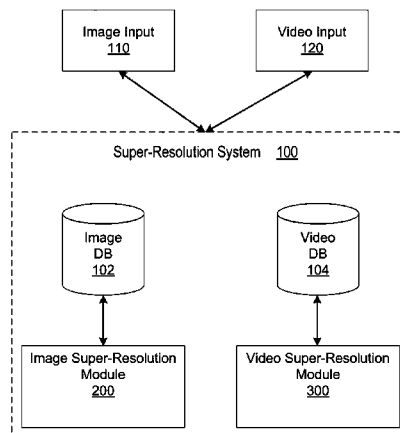 Image Input
110
Video Input
120
Super-Resolution System 100
Image
DB
102
Video
DB
104
Image Super-Resolution
Module
200
Video Super-Resolution
Module
300